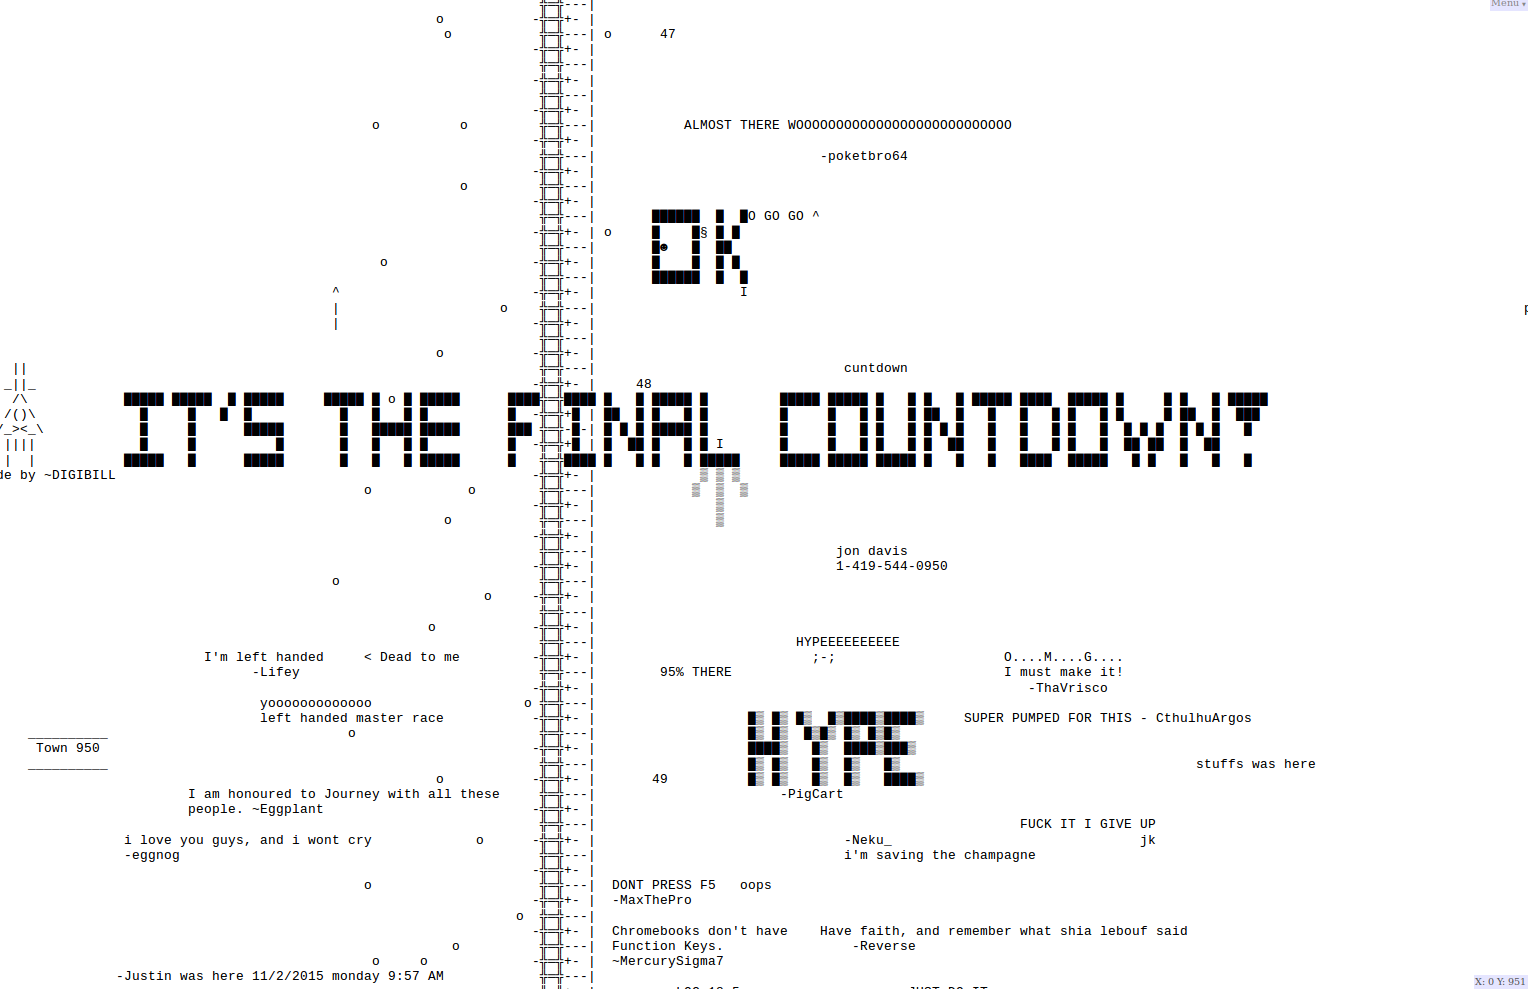 Menu ▾
47
ALMOST THERE WOOOOOOOOOOOOOOOOOOOOOOOOOOO
-poketbro64
OK
O GO GO ^
cuntdown
48
IT'S THE FINAL COUNTDOWN!
de by ~DIGIBILL
jon davis
1-419-544-0950
HYPEEEEEEEEEE
;-;
I'm left handed < Dead to me
-Lifey
95% THERE
O....M....G....
I must make it!
-ThaVrisco
yooooooooooooo
left handed master race
HYPE
SUPER PUMPED FOR THIS - CthulhuArgos
Town 950
stuffs was here
49
-PigCart
I am honoured to Journey with all these
people. ~Eggplant
FUCK IT I GIVE UP
jk
i love you guys, and i wont cry
-eggnog
-Neku_
i'm saving the champagne
DONT PRESS F5 oops
-MaxThePro
Chromebooks don't have
Function Keys.
~MercurySigma7
Have faith, and remember what shia lebouf said
-Reverse
-Justin was here 11/2/2015 monday 9:57 AM
X: 0 Y: 951